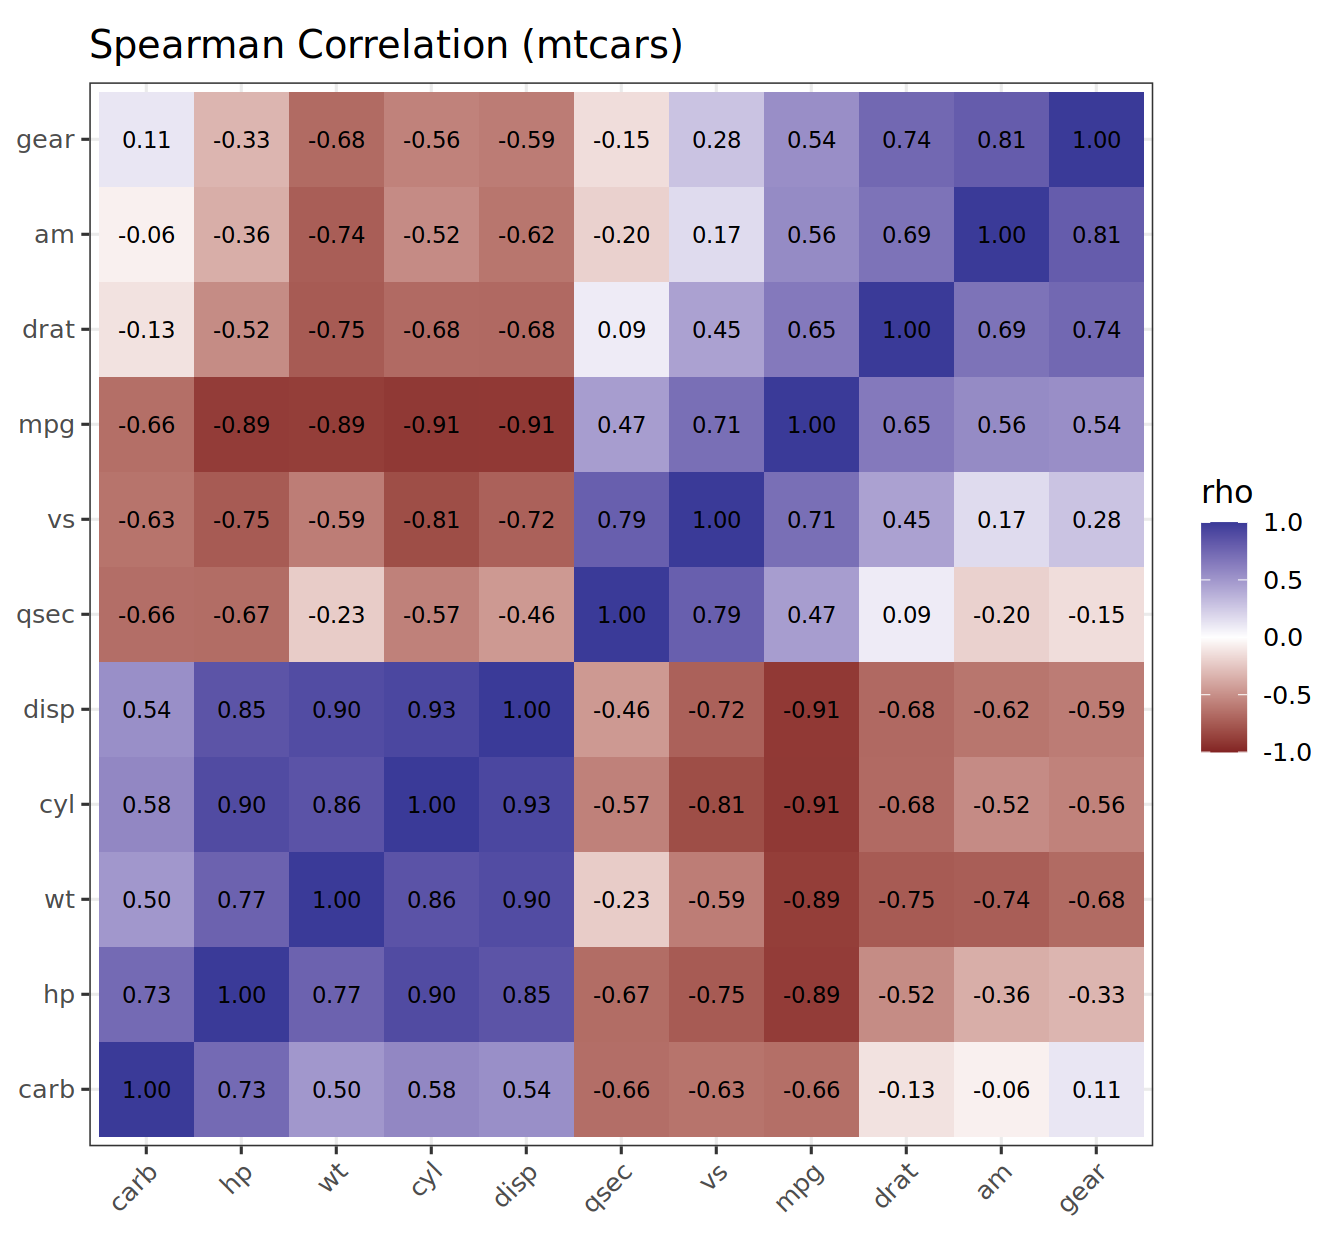 Spearman Correlation (mtcars)
gear 0.11 -0.33 -0.68 -0.56 -0.59 -0.15 0.28 0.54 0.74 0.81 1.00
am -0.06 -0.36 -0.74 -0.52 -0.62 -0.20 0.17 0.56 0.69 1.00 0.81
drat -0.13 -0.52 -0.75 -0.68 -0.68 0.09 0.45 0.65 1.00 0.69 0.74
mpg -0.66 -0.89 -0.89 -0.91 -0.91 0.47 0.71 1.00 0.65 0.56 0.54
vs -0.63 -0.75 -0.59 -0.81 -0.72 0.79 1.00 0.71 0.45 0.17 0.28
qsec -0.66 -0.67 -0.23 -0.57 -0.46 1.00 0.79 0.47 0.09 -0.20 -0.15
disp 0.54 0.85 0.90 0.93 1.00 -0.46 -0.72 -0.91 -0.68 -0.62 -0.59
cyl 0.58 0.90 0.86 1.00 0.93 -0.57 -0.81 -0.91 -0.68 -0.52 -0.56
wt 0.50 0.77 1.00 0.86 0.90 -0.23 -0.59 -0.89 -0.75 -0.74 -0.68
hp 0.73 1.00 0.77 0.90 0.85 -0.67 -0.75 -0.89 -0.52 -0.36 -0.33
carb 1.00 0.73 0.50 0.58 0.54 -0.66 -0.63 -0.66 -0.13 -0.06 0.11
carb hp wt cyl disp qsec vs mpg drat am gear
rho
1.0
0.5
0.0
-0.5
-1.0